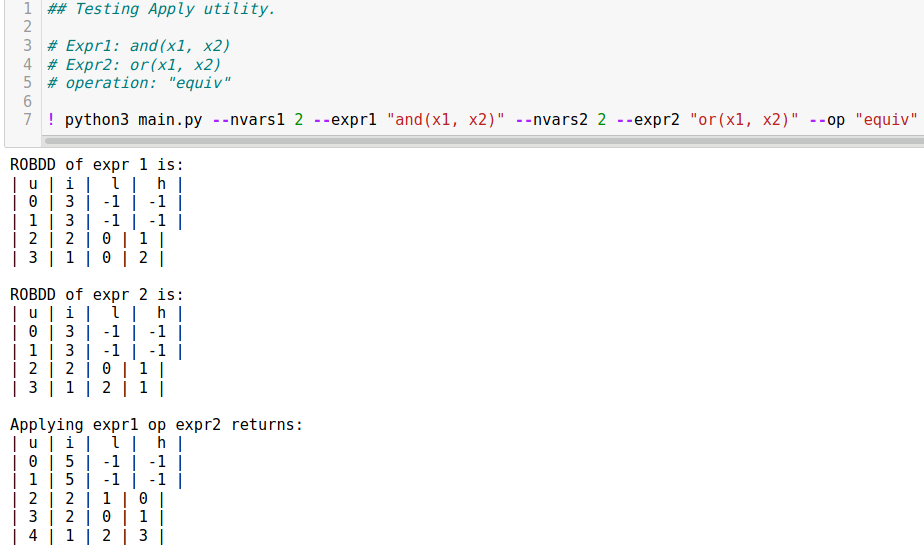 1 ## Testing Apply utility.
2
3 # Expr1: and(x1, x2)
4 # Expr2: or(x1, x2)
5 # operation: "equiv"
6
7 ! python3 main.py --nvars1 2 --expr1 "and(x1, x2)" --nvars2 2 --expr2 "or(x1, x2)" --op "equiv"
ROBDD of expr 1 is:
| u | i |  l |  h |
| 0 | 3 | -1 | -1 |
| 1 | 3 | -1 | -1 |
| 2 | 2 | 0 | 1 |
| 3 | 1 | 0 | 2 |
ROBDD of expr 2 is:
| u | i |  l |  h |
| 0 | 3 | -1 | -1 |
| 1 | 3 | -1 | -1 |
| 2 | 2 | 0 | 1 |
| 3 | 1 | 2 | 1 |
Applying expr1 op expr2 returns:
| u | i |  l |  h |
| 0 | 5 | -1 | -1 |
| 1 | 5 | -1 | -1 |
| 2 | 2 | 1 | 0 |
| 3 | 2 | 0 | 1 |
| 4 | 1 | 2 | 3 |